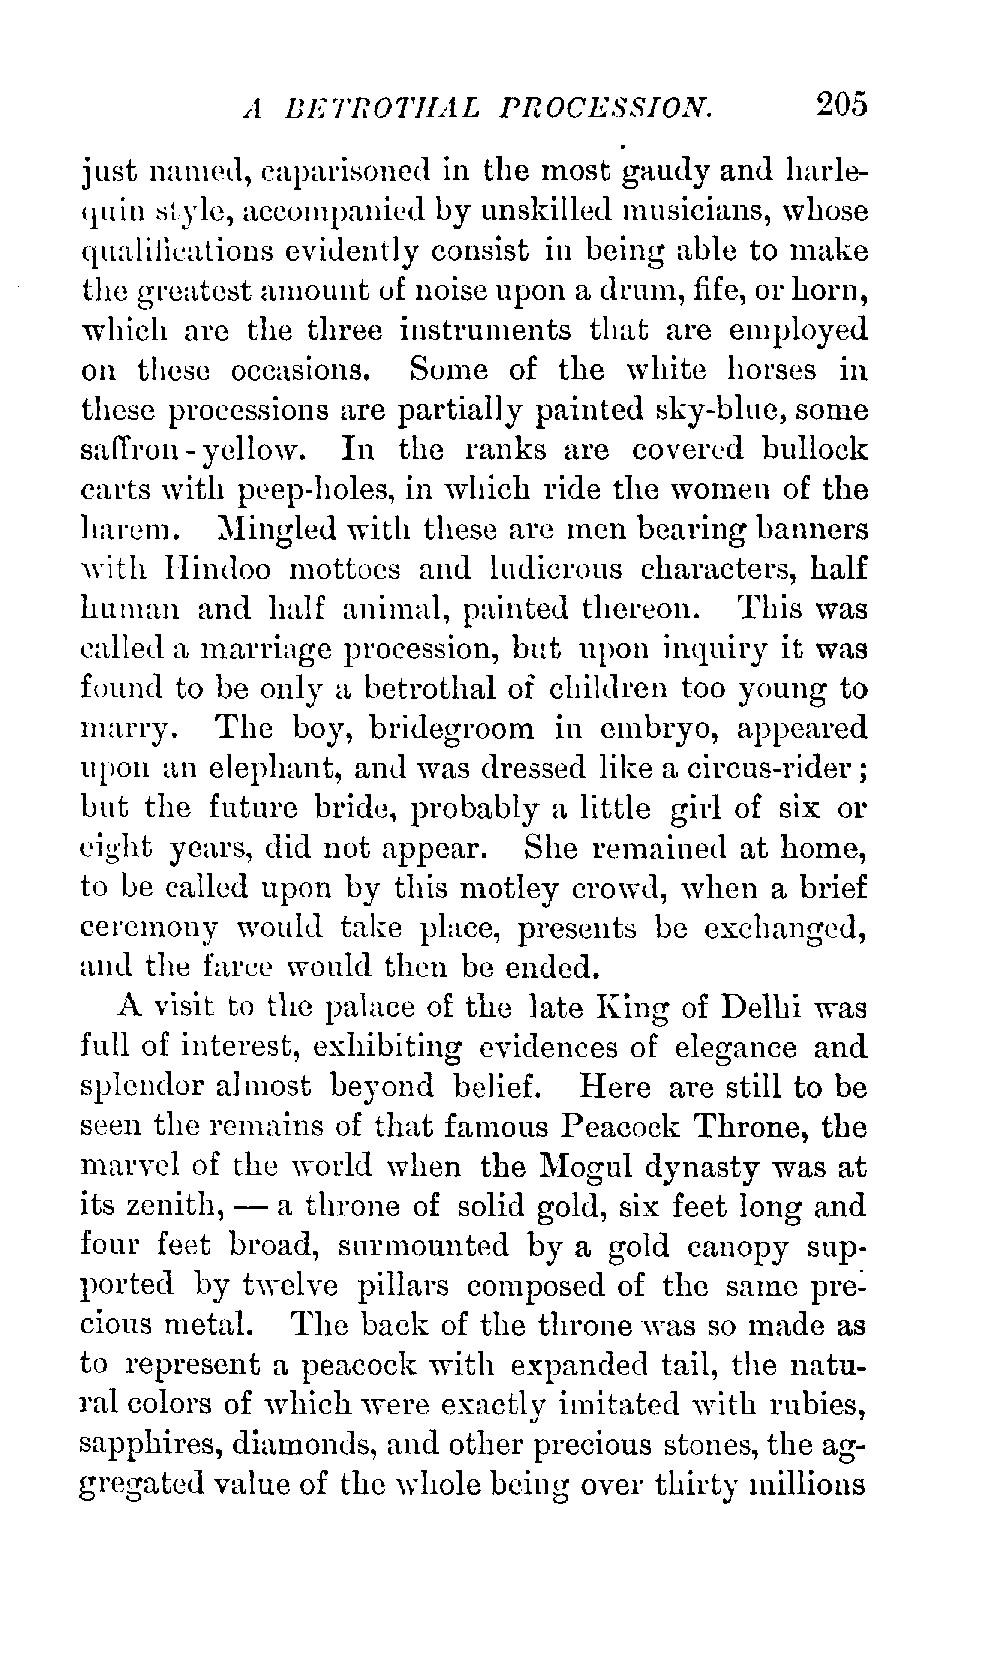 A BETROTHAL PROCESSION. 205
just named, caparisoned in the most gaudy and harle-
quin style, accompanied by unskilled musicians, whose
qualifications evidently consist in being able to make
the greatest amount of noise upon a drum, fife, or horn,
which are the three instruments that are employed
on these occasions. Some of the white horses in
these processions are partially painted sky-blue, some
saffron-yellow. In the ranks are covered bullock
carts with peep-holes, in which ride the women of the
harem. Mingled with these are men bearing banners
with Hindoo mottoes and ludicrous characters, half
human and half animal, painted thereon. This was
called a marriage procession, but upon inquiry it was
found to be only a betrothal of children too young to
marry. The boy, bridegroom in embryo, appeared
upon an elephant, and was dressed like a circus-rider;
but the future bride, probably a little girl of six or
eight years, did not appear. She remained at home,
to be called upon by this motley crowd, when a brief
ceremony would take place, presents be exchanged,
and the farce would then be ended.
A visit to the palace of the late King of Delhi was
full of interest, exhibiting evidences of elegance and
splendor almost beyond belief. Here are still to be
seen the remains of that famous Peacock Throne, the
marvel of the world when the Mogul dynasty was at
its zenith, — a throne of solid gold, six feet long and
four feet broad, surmounted by a gold canopy sup-
ported by twelve pillars composed of the same pre-
cious metal. The back of the throne was so made as
to represent a peacock with expanded tail, the natu-
ral colors of which were exactly imitated with rubies,
sapphires, diamonds, and other precious stones, the ag-
gregated value of the whole being over thirty millions